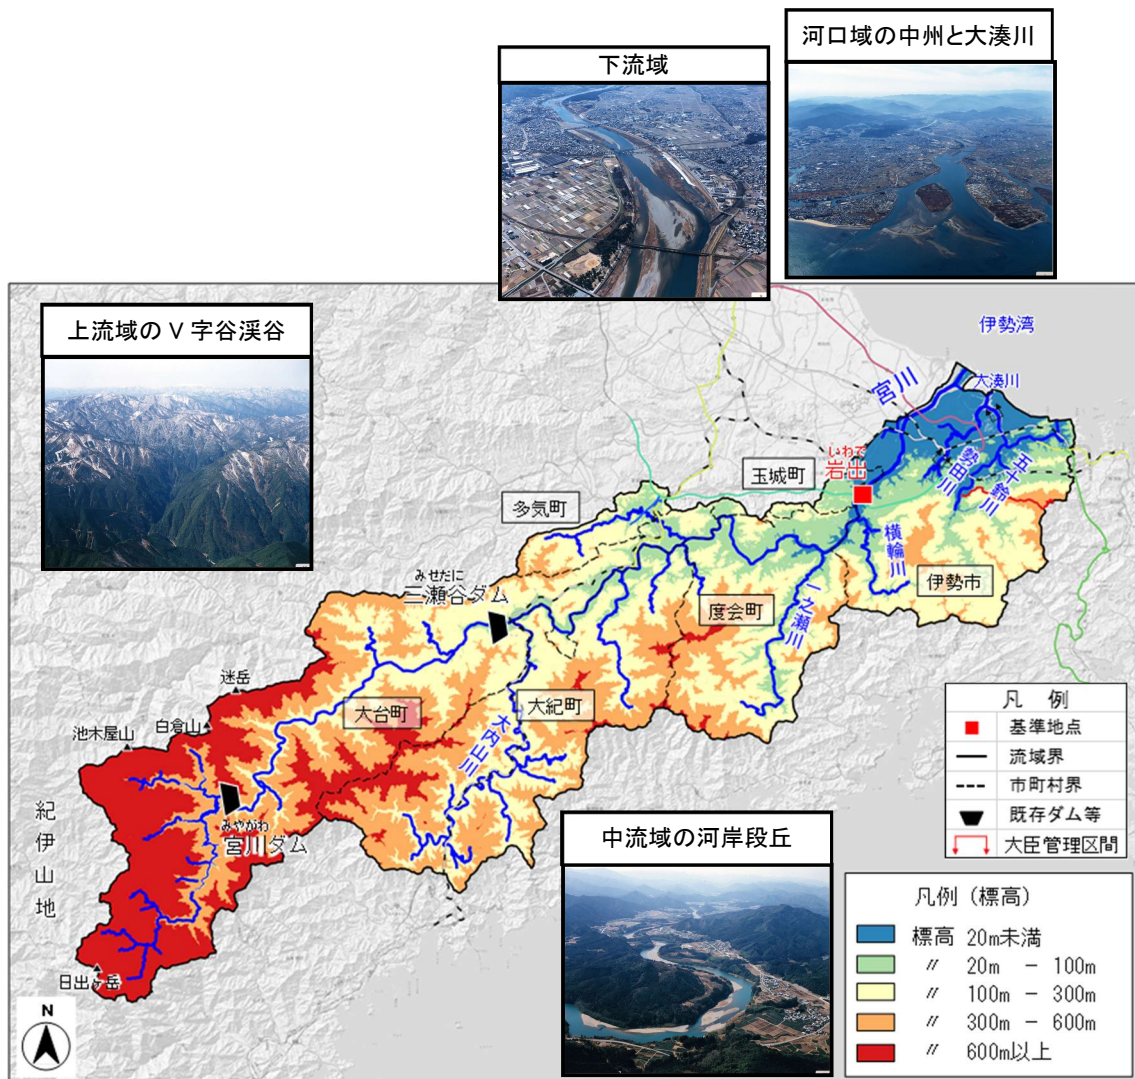 河口域の中州と大湊川
下流域
上流域のV字谷渓谷
伊勢湾
大湊川
宮川
いわで
岩出
玉城町
勢田川
五十鈴川
多気町
横輪川
伊勢市
みせだに
三瀬谷ダム
度会町
一之瀬川
迷岳
大台町
大紀町
白倉山
池木屋山
大内山川
みやがわ
宮川ダム
紀伊山地
日出ヶ岳
N
中流域の河岸段丘
凡例
基準地点
流域界
市町村界
既存ダム等
大臣管理区間
凡例（標高）
標高 20m未満
〃 20m － 100m
〃 100m － 300m
〃 300m － 600m
〃 600m以上